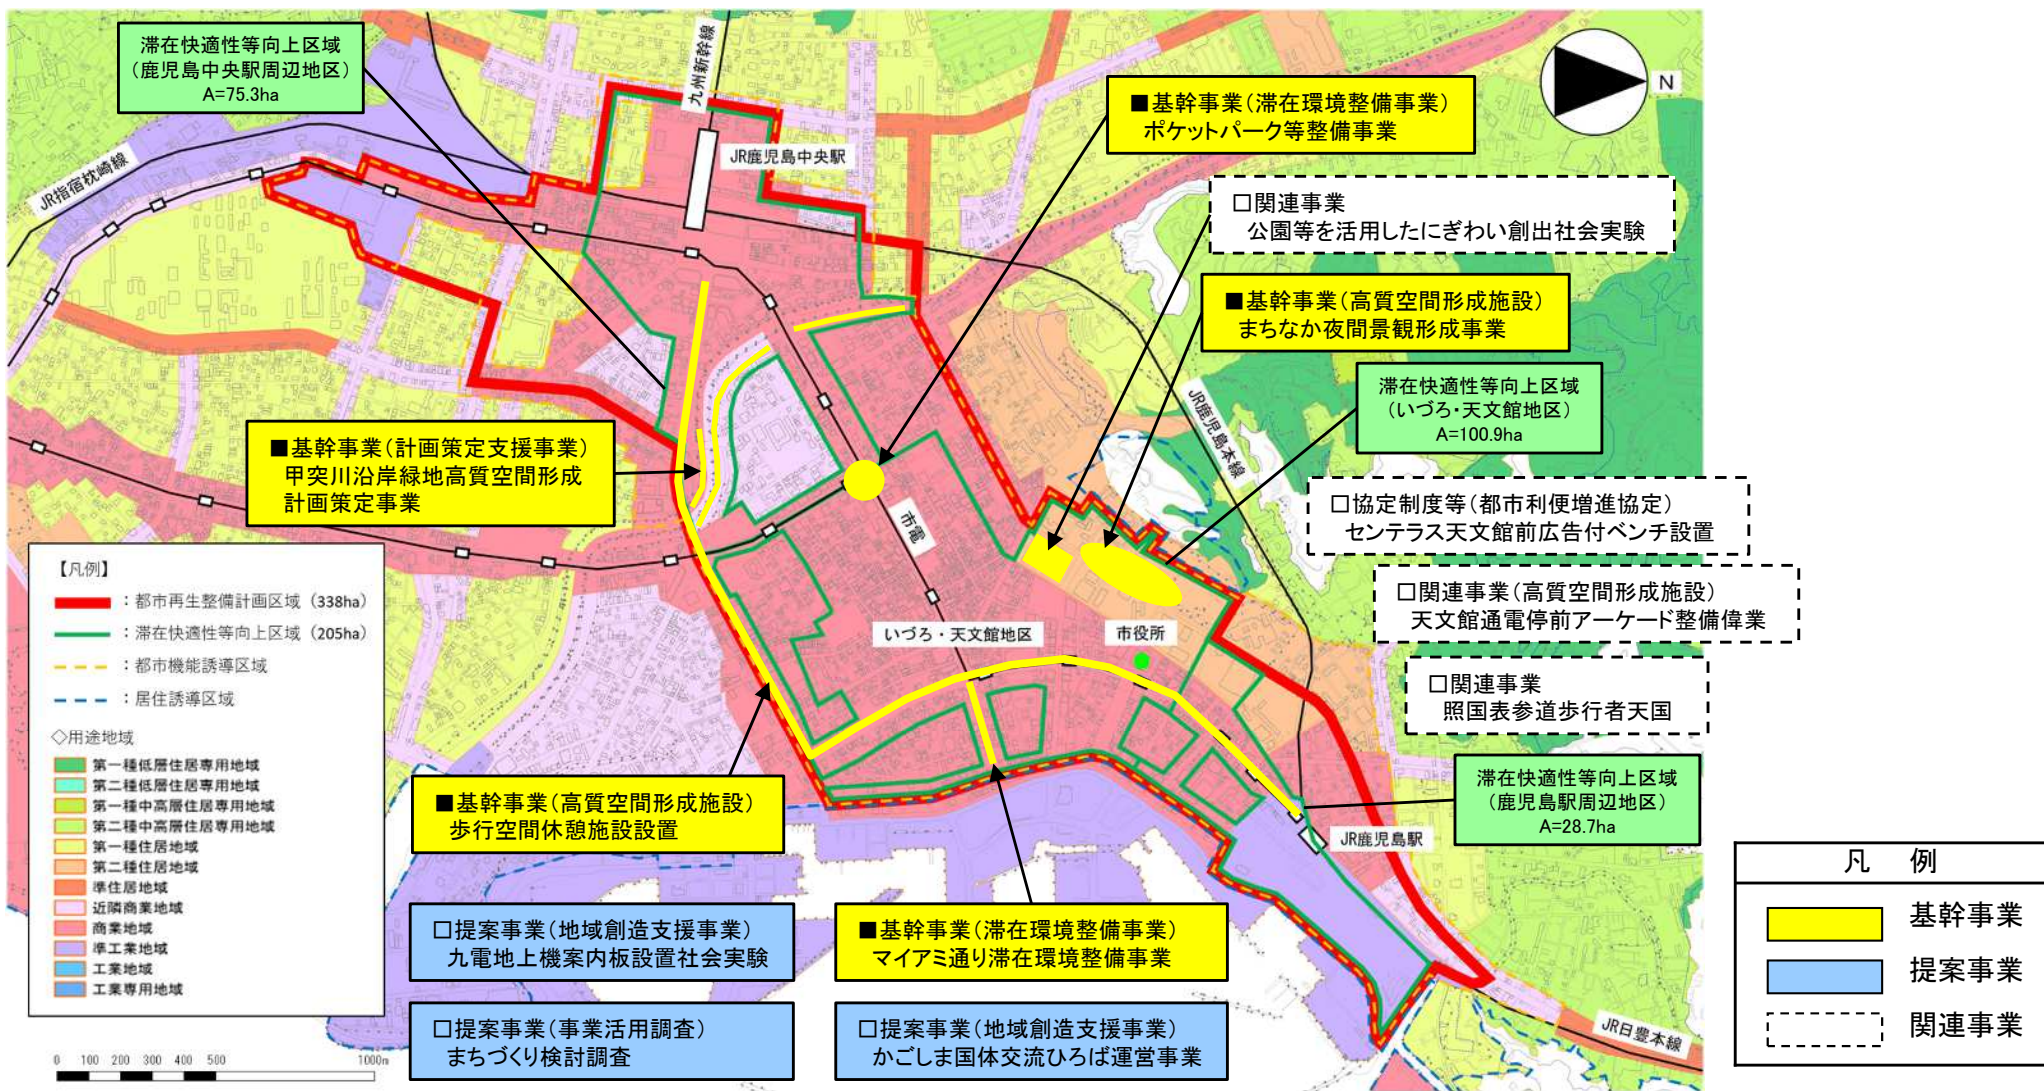 滞在快適性等向上区域
(鹿児島中央駅周辺地区)
A=75.3ha
九州新幹線
N
■基幹事業(滞在環境整備事業)
ポケットパーク等整備事業
JR鹿児島中央駅
JR指宿枕崎線
□関連事業
公園等を活用したにぎわい創出社会実験
■基幹事業(高質空間形成施設)
まちなか夜間景観形成事業
滞在快適性等向上区域
(いづろ・天文館地区)
A=100.9ha
JR鹿児島本線
■基幹事業(計画策定支援事業)
甲突川沿岸緑地高質空間形成
計画策定事業
□協定制度等(都市利便増進協定)
センテラス天文館前広告付ベンチ設置
市電
□関連事業(高質空間形成施設)
天文館通電停前アーケード整備偉業
いづろ・天文館地区
市役所
□関連事業
照国表参道歩行者天国
【凡例】
:都市再生整備計画区域(338ha)
:滞在快適性等向上区域(205ha)
:都市機能誘導区域
:居住誘導区域
◇用途地域
第一種低層住居専用地域
第二種低層住居専用地域
第一種中高層住居専用地域
第二種中高層住居専用地域
第一種住居地域
第二種住居地域
準住居地域
近隣商業地域
商業地域
準工業地域
工業地域
工業専用地域
■基幹事業(高質空間形成施設)
歩行空間休憩施設設置
滞在快適性等向上区域
(鹿児島駅周辺地区)
A=28.7ha
JR鹿児島駅
□提案事業(地域創造支援事業)
九電地上機案内板設置社会実験
■基幹事業(滞在環境整備事業)
マイアミ通り滞在環境整備事業
□提案事業(事業活用調査)
まちづくり検討調査
□提案事業(地域創造支援事業)
かごしま国体交流ひろば運営事業
JR日豊本線
0 100 200 300 400 500 1000m
凡 例
基幹事業
提案事業
関連事業